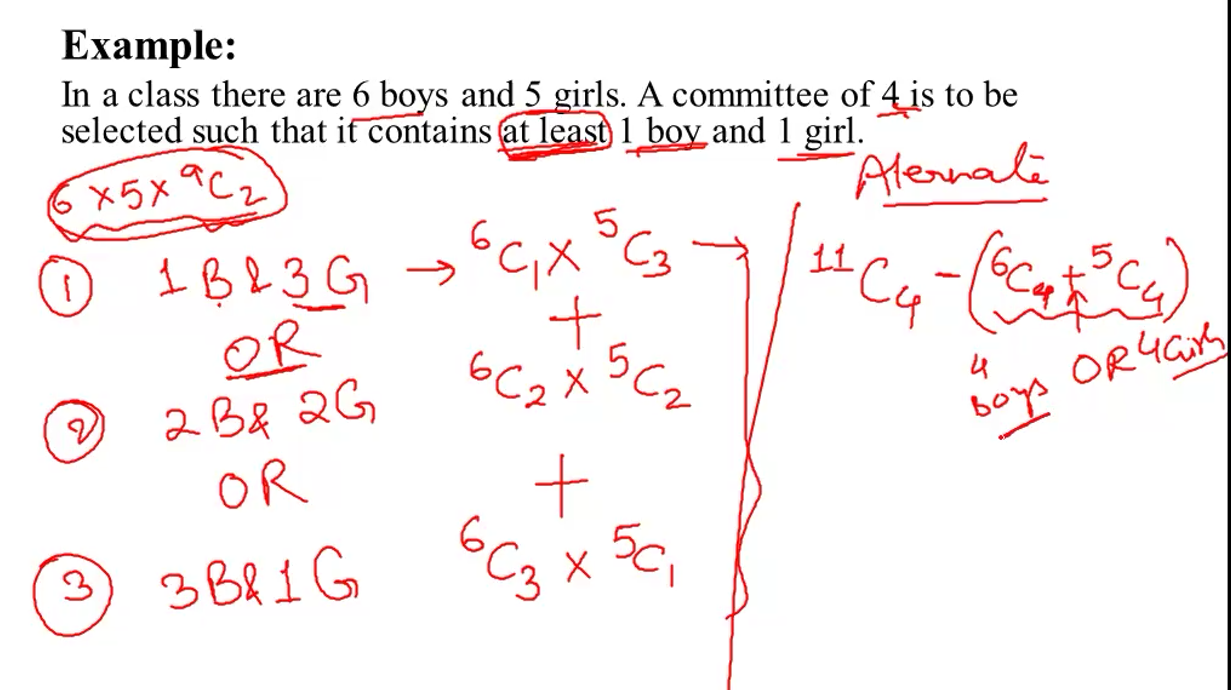 Example:
In a class there are 6 boys and 5 girls. A committee of 4 is to be
selected such that it contains at least 1 boy and 1 girl.
Alternate
6 × 5 × ⁹C₂
① 1B & 3G → ⁶C₁ × ⁵C₃ →
OR +
② 2B & 2G ⁶C₂ × ⁵C₂
OR +
③ 3B & 1G ⁶C₃ × ⁵C₁
¹¹C₄ - (⁶C₄ + ⁵C₄)
4 boys OR 4 Girls